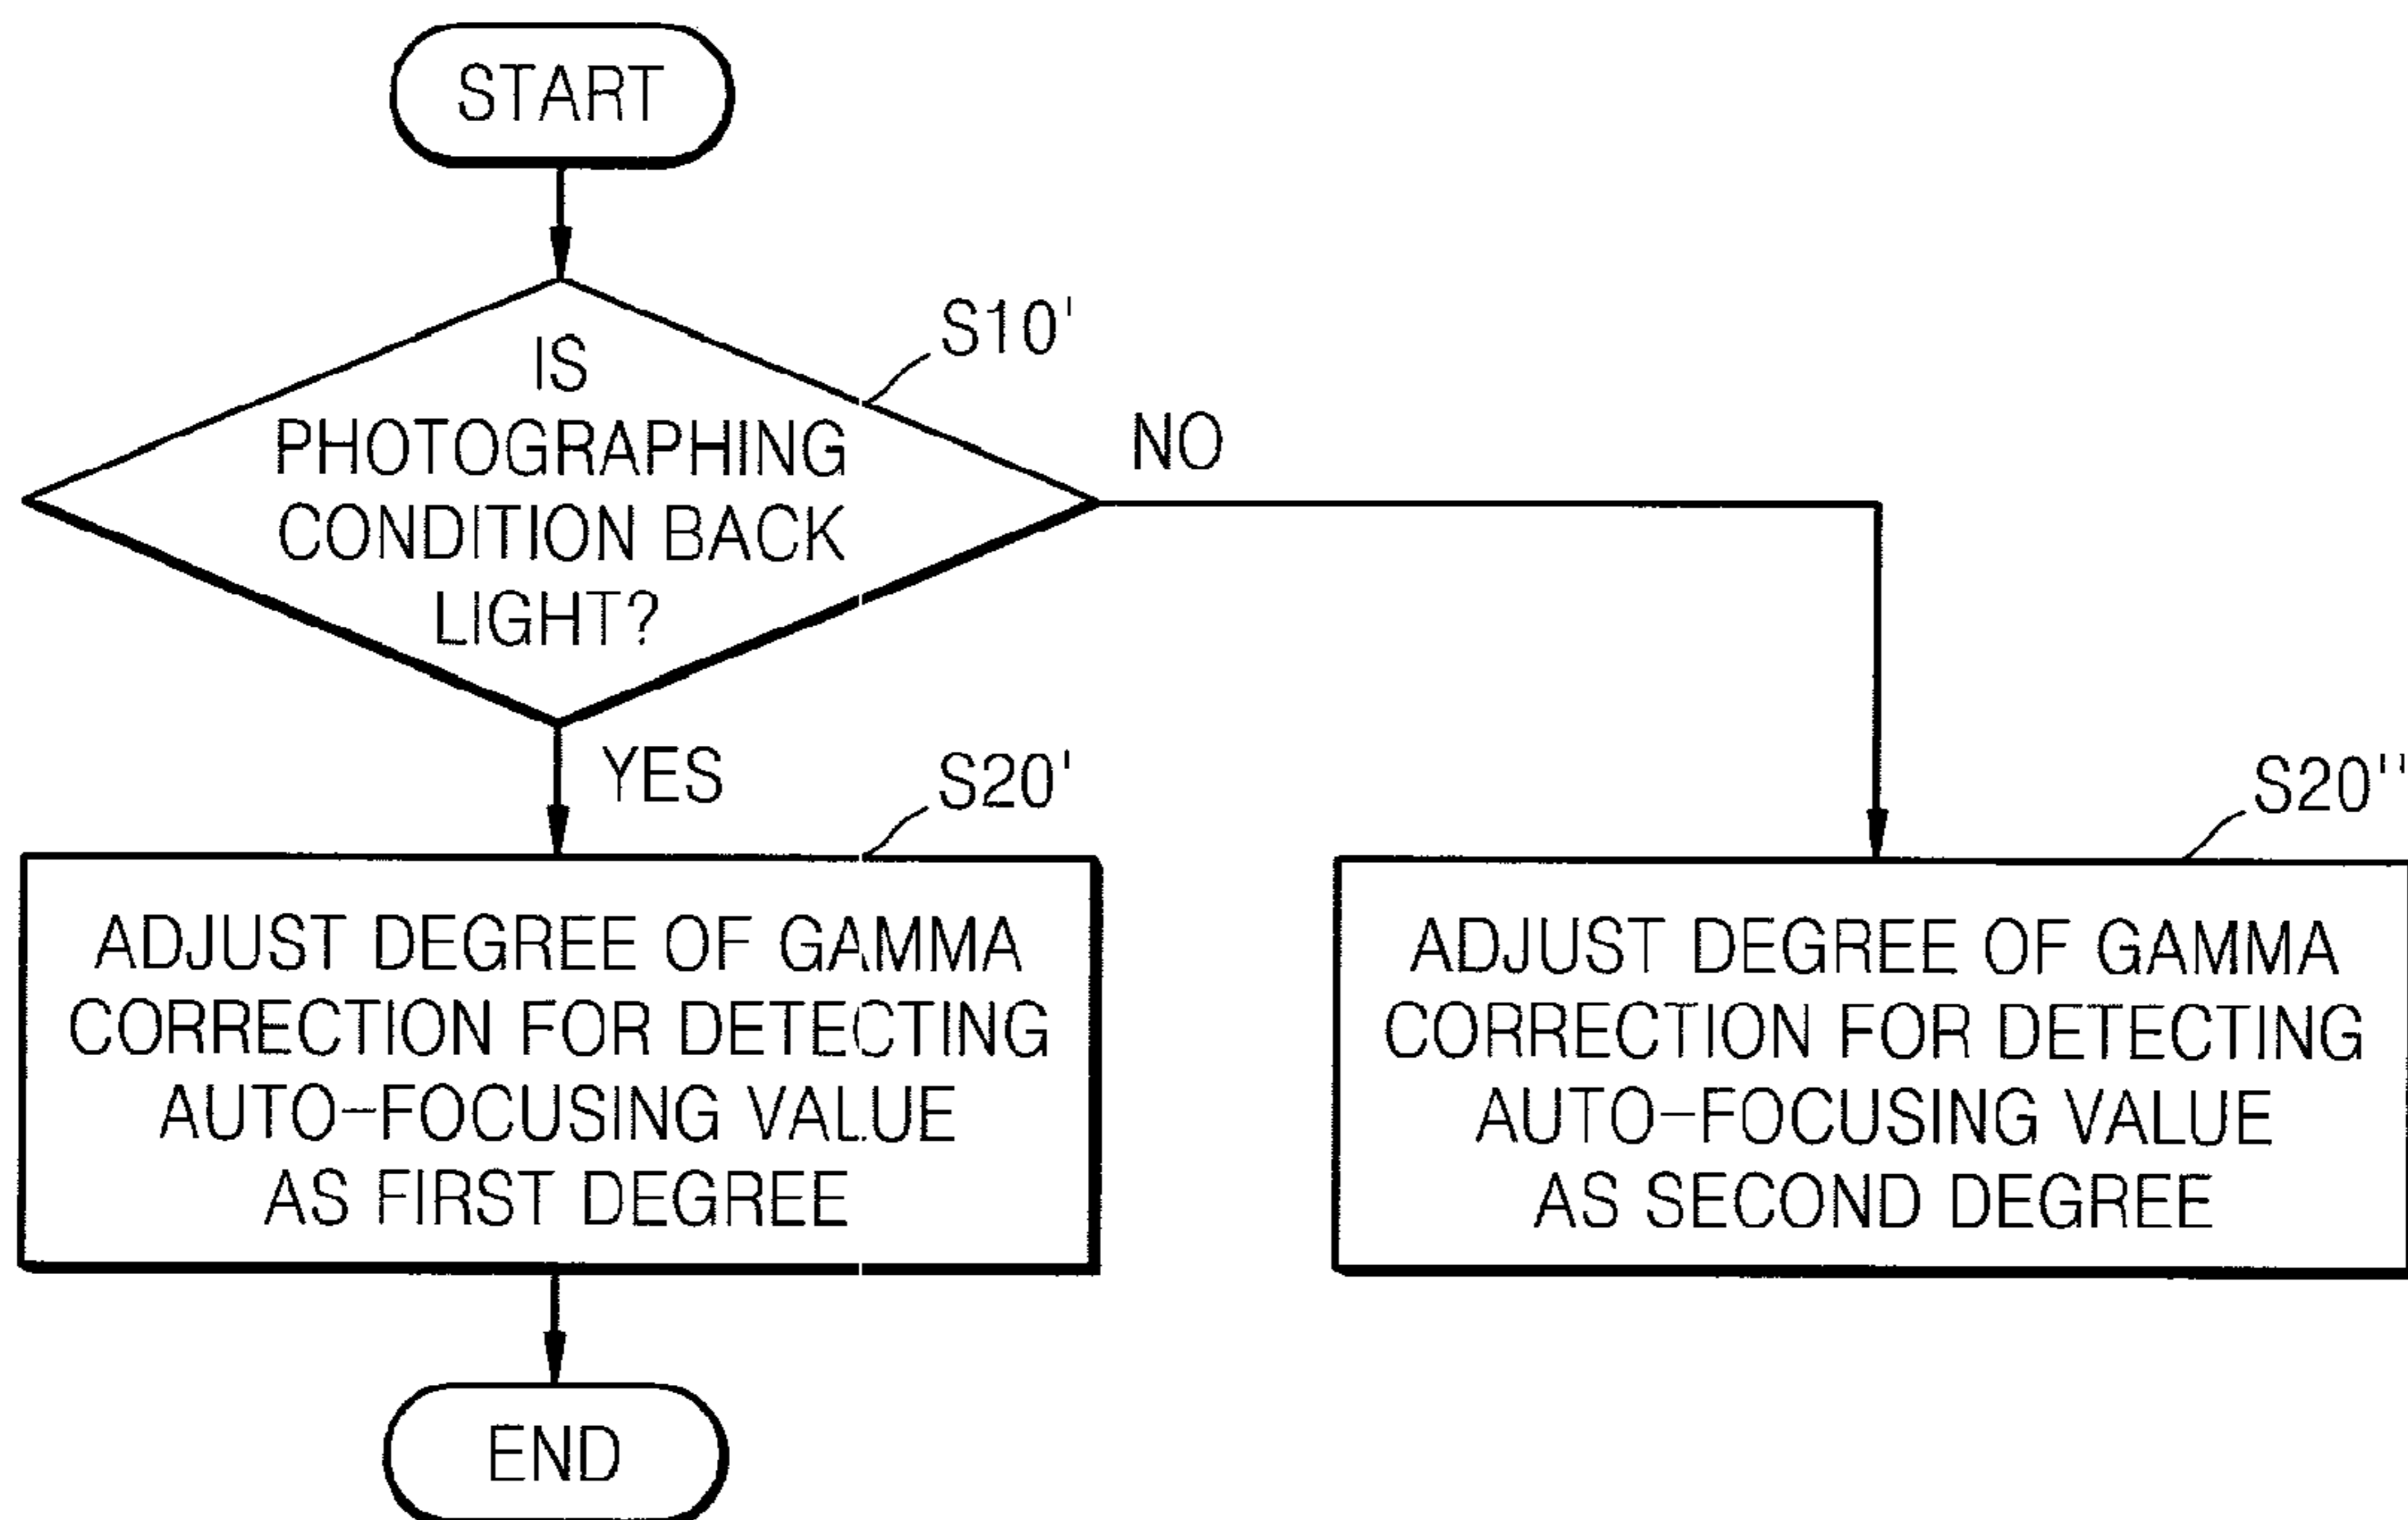 START
S10'
IS
PHOTOGRAPHING
CONDITION BACK
LIGHT?
NO
YES
S20'
S20"
ADJUST DEGREE OF GAMMA
CORRECTION FOR DETECTING
AUTO-FOCUSING VALUE
AS FIRST DEGREE
ADJUST DEGREE OF GAMMA
CORRECTION FOR DETECTING
AUTO-FOCUSING VALUE
AS SECOND DEGREE
END